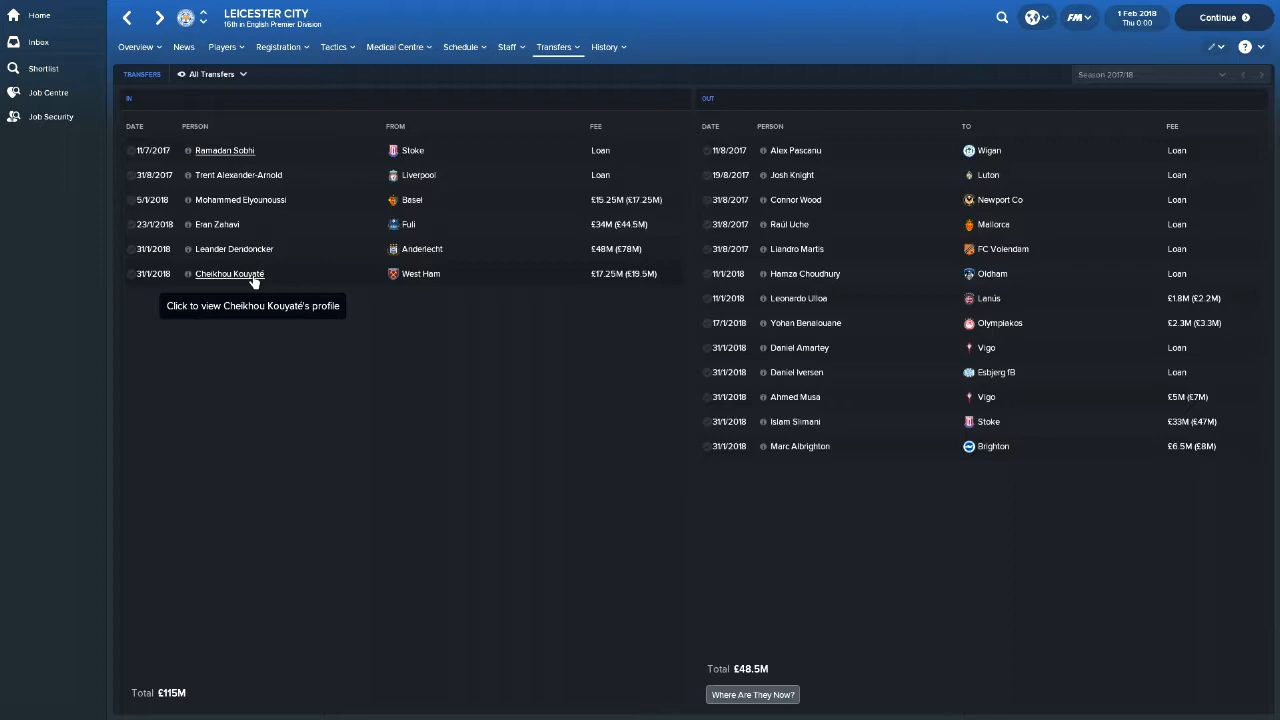 Home
Inbox
Shortlist
Job Centre
Job Security
LEICESTER CITY
16th in English Premier Division
FM
1 Feb 2018
Thu 0:00
Continue
Overview News Players Registration Tactics Medical Centre Schedule Staff Transfers History
?
TRANSFERS All Transfers Season 2017/18
IN
DATE PERSON FROM FEE
11/7/2017 Ramadan Sobhi Stoke Loan
31/8/2017 Trent Alexander-Arnold Liverpool Loan
5/1/2018 Mohammed Elyounoussi Basel £15.25M (£17.25M)
23/1/2018 Eran Zahavi Fuli £34M (£44.5M)
31/1/2018 Leander Dendoncker Anderlecht £48M (£78M)
31/1/2018 Cheikhou Kouyaté West Ham £17.25M (£19.5M)
Click to view Cheikhou Kouyaté's profile
Total £115M
OUT
DATE PERSON TO FEE
11/8/2017 Alex Pascanu Wigan Loan
19/8/2017 Josh Knight Luton Loan
31/8/2017 Connor Wood Newport Co Loan
31/8/2017 Raúl Uche Mallorca Loan
31/8/2017 Liandro Martis FC Volendam Loan
11/1/2018 Hamza Choudhury Oldham Loan
11/1/2018 Leonardo Ulloa Lanús £1.8M (£2.2M)
17/1/2018 Yohan Benalouane Olympiakos £2.3M (£3.3M)
31/1/2018 Daniel Amartey Vigo Loan
31/1/2018 Daniel Iversen Esbjerg fB Loan
31/1/2018 Ahmed Musa Vigo £5M (£7M)
31/1/2018 Islam Slimani Stoke £33M (£47M)
31/1/2018 Marc Albrighton Brighton £6.5M (£8M)
Total £48.5M
Where Are They Now?